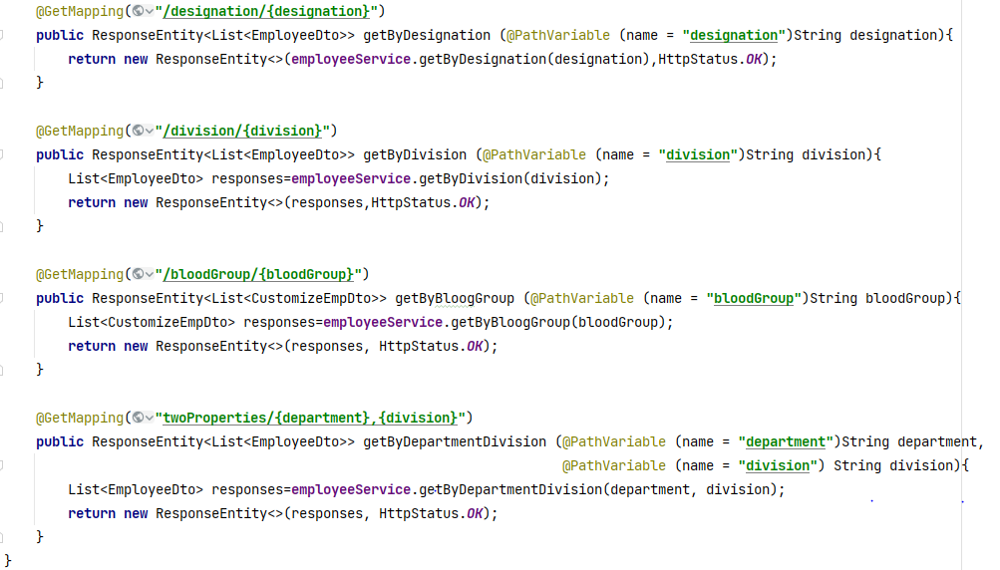 @GetMapping("/designation/{designation}")
public ResponseEntity<List<EmployeeDto>> getByDesignation (@PathVariable (name = "designation")String designation){
return new ResponseEntity<>(employeeService.getByDesignation(designation),HttpStatus.OK);
}
@GetMapping("/division/{division}")
public ResponseEntity<List<EmployeeDto>> getByDivision (@PathVariable (name = "division")String division){
List<EmployeeDto> responses=employeeService.getByDivision(division);
return new ResponseEntity<>(responses,HttpStatus.OK);
}
@GetMapping("/bloodGroup/{bloodGroup}")
public ResponseEntity<List<CustomizeEmpDto>> getByBloogGroup (@PathVariable (name = "bloodGroup")String bloodGroup){
List<CustomizeEmpDto> responses=employeeService.getByBloogGroup(bloodGroup);
return new ResponseEntity<>(responses, HttpStatus.OK);
}
@GetMapping("twoProperties/{department},{division}")
public ResponseEntity<List<EmployeeDto>> getByDepartmentDivision (@PathVariable (name = "department")String department,
@PathVariable (name = "division") String division){
List<EmployeeDto> responses=employeeService.getByDepartmentDivision(department, division);
return new ResponseEntity<>(responses, HttpStatus.OK);
}
}